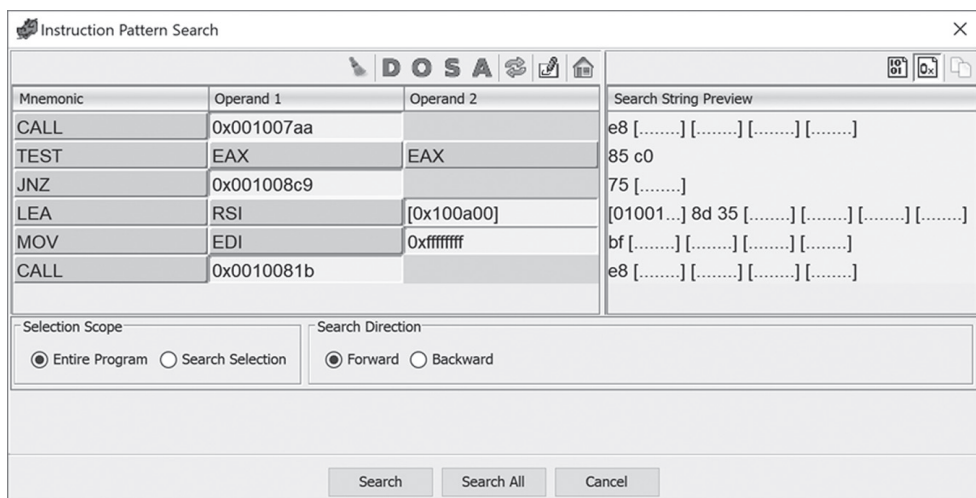 Instruction Pattern Search
D O S A
Mnemonic Operand 1 Operand 2 Search String Preview
CALL 0x001007aa e8 [........] [........] [........] [........]
TEST EAX EAX 85 c0
JNZ 0x001008c9 75 [........]
LEA RSI [0x100a00] [01001...] 8d 35 [........] [........] [........] [........]
MOV EDI 0xffffffff bf [........] [........] [........] [........]
CALL 0x0010081b e8 [........] [........] [........] [........]
Selection Scope Search Direction
Entire Program Search Selection Forward Backward
Search Search All Cancel